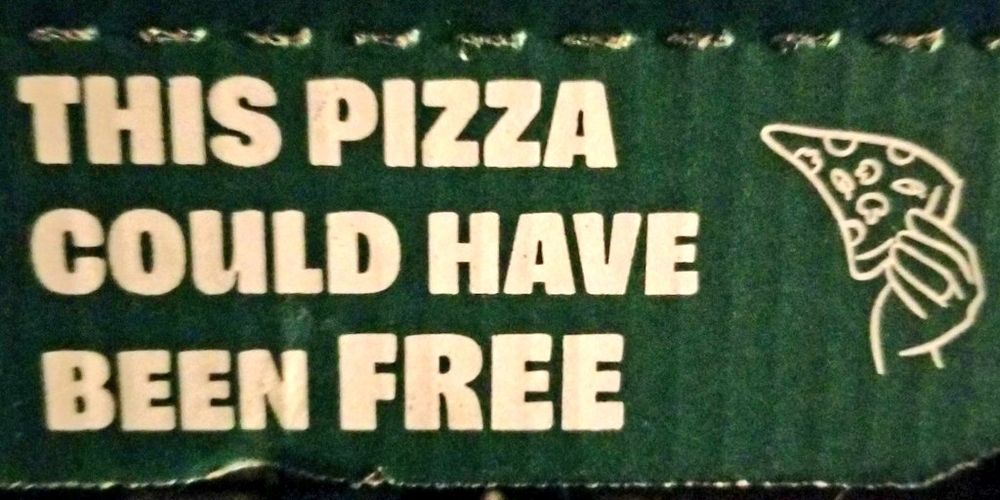 THIS PIZZA
COULD HAVE
BEEN FREE